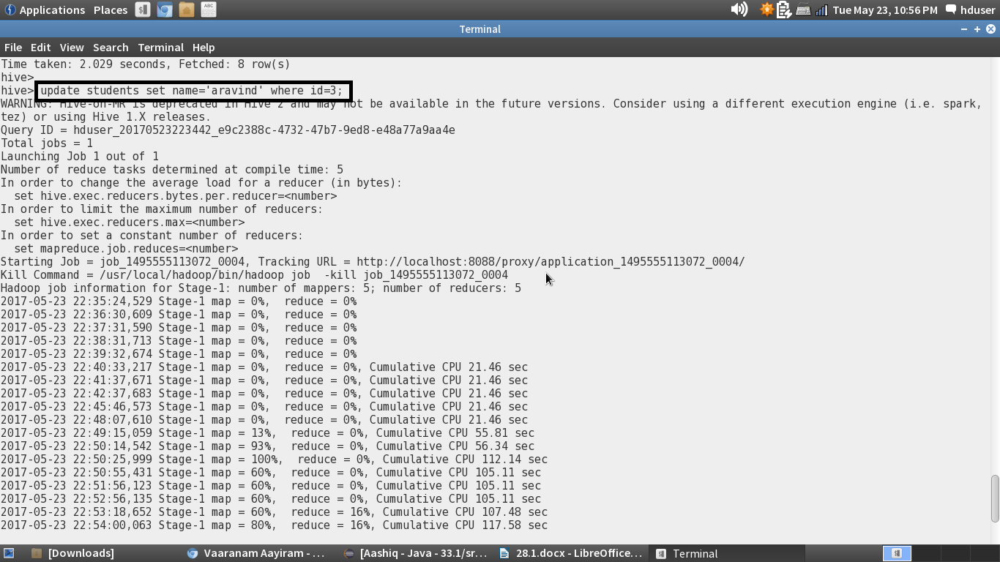 Applications Places Tue May 23, 10:56 PM hduser
Terminal
File Edit View Search Terminal Help
Time taken: 2.029 seconds, Fetched: 8 row(s)
hive>
hive> update students set name='aravind' where id=3;
WARNING: Hive-on-MR is deprecated in Hive 2 and may not be available in the future versions. Consider using a different execution engine (i.e. spark,
tez) or using Hive 1.X releases.
Query ID = hduser_20170523223442_e9c2388c-4732-47b7-9ed8-e48a77a9aa4e
Total jobs = 1
Launching Job 1 out of 1
Number of reduce tasks determined at compile time: 5
In order to change the average load for a reducer (in bytes):
  set hive.exec.reducers.bytes.per.reducer=<number>
In order to limit the maximum number of reducers:
  set hive.exec.reducers.max=<number>
In order to set a constant number of reducers:
  set mapreduce.job.reduces=<number>
Starting Job = job_1495555113072_0004, Tracking URL = http://localhost:8088/proxy/application_1495555113072_0004/
Kill Command = /usr/local/hadoop/bin/hadoop job  -kill job_1495555113072_0004
Hadoop job information for Stage-1: number of mappers: 5; number of reducers: 5
2017-05-23 22:35:24,529 Stage-1 map = 0%,  reduce = 0%
2017-05-23 22:36:30,609 Stage-1 map = 0%,  reduce = 0%
2017-05-23 22:37:31,590 Stage-1 map = 0%,  reduce = 0%
2017-05-23 22:38:31,713 Stage-1 map = 0%,  reduce = 0%
2017-05-23 22:39:32,674 Stage-1 map = 0%,  reduce = 0%
2017-05-23 22:40:33,217 Stage-1 map = 0%,  reduce = 0%, Cumulative CPU 21.46 sec
2017-05-23 22:41:37,671 Stage-1 map = 0%,  reduce = 0%, Cumulative CPU 21.46 sec
2017-05-23 22:42:37,683 Stage-1 map = 0%,  reduce = 0%, Cumulative CPU 21.46 sec
2017-05-23 22:45:46,573 Stage-1 map = 0%,  reduce = 0%, Cumulative CPU 21.46 sec
2017-05-23 22:48:07,610 Stage-1 map = 0%,  reduce = 0%, Cumulative CPU 21.46 sec
2017-05-23 22:49:15,059 Stage-1 map = 13%,  reduce = 0%, Cumulative CPU 55.81 sec
2017-05-23 22:50:14,542 Stage-1 map = 93%,  reduce = 0%, Cumulative CPU 56.34 sec
2017-05-23 22:50:25,999 Stage-1 map = 100%,  reduce = 0%, Cumulative CPU 112.14 sec
2017-05-23 22:50:55,431 Stage-1 map = 60%,  reduce = 0%, Cumulative CPU 105.11 sec
2017-05-23 22:51:56,123 Stage-1 map = 60%,  reduce = 0%, Cumulative CPU 105.11 sec
2017-05-23 22:52:56,135 Stage-1 map = 60%,  reduce = 0%, Cumulative CPU 105.11 sec
2017-05-23 22:53:18,652 Stage-1 map = 60%,  reduce = 16%, Cumulative CPU 107.48 sec
2017-05-23 22:54:00,063 Stage-1 map = 80%,  reduce = 16%, Cumulative CPU 117.58 sec
[Downloads] Vaaranam Aayiram - ... [Aashiq - Java - 33.1/sr... 28.1.docx - LibreOffice... Terminal